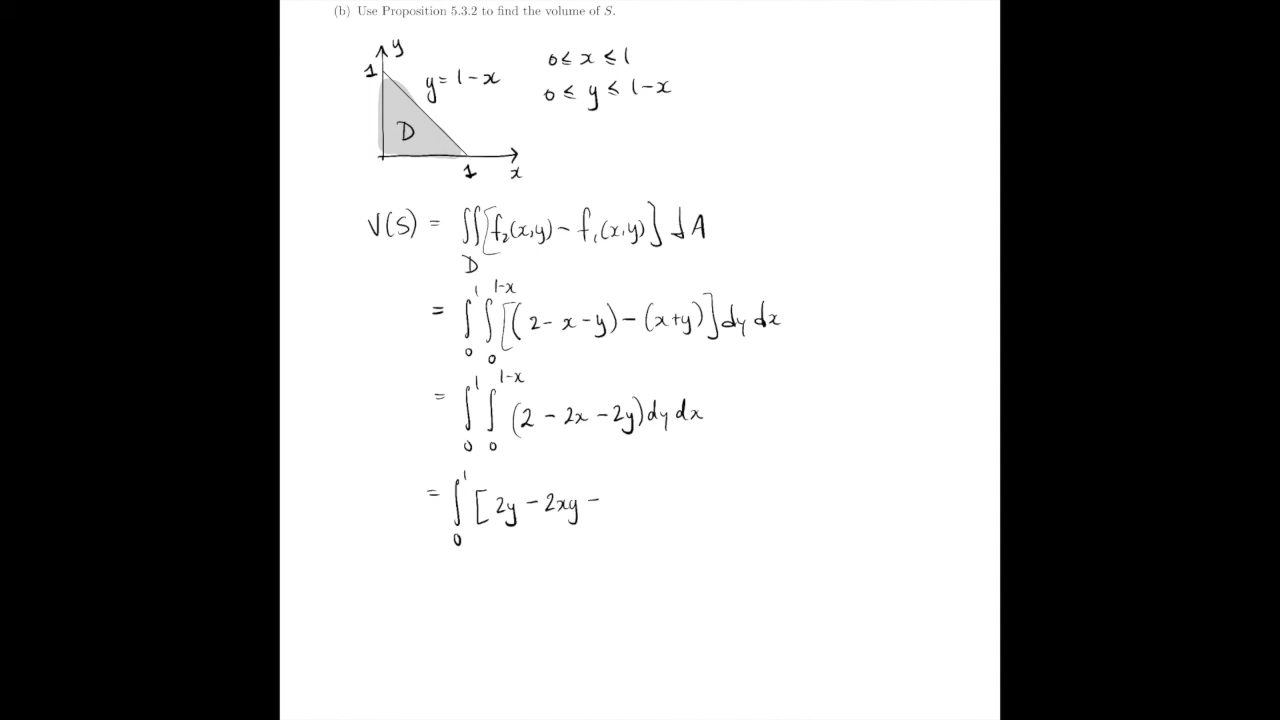 (b) Use Proposition 5.3.2 to find the volume of S.
y
1
y = 1 - x
0 ≤ x ≤ 1
0 ≤ y ≤ 1-x
D
1
x
V(S) = ∬_D [f₂(x,y) - f₁(x,y)] dA
= ∫₀¹ ∫₀^{1-x} [(2 - x - y) - (x+y)] dy dx
= ∫₀¹ ∫₀^{1-x} (2 - 2x - 2y) dy dx
= ∫₀¹ [2y - 2xy -